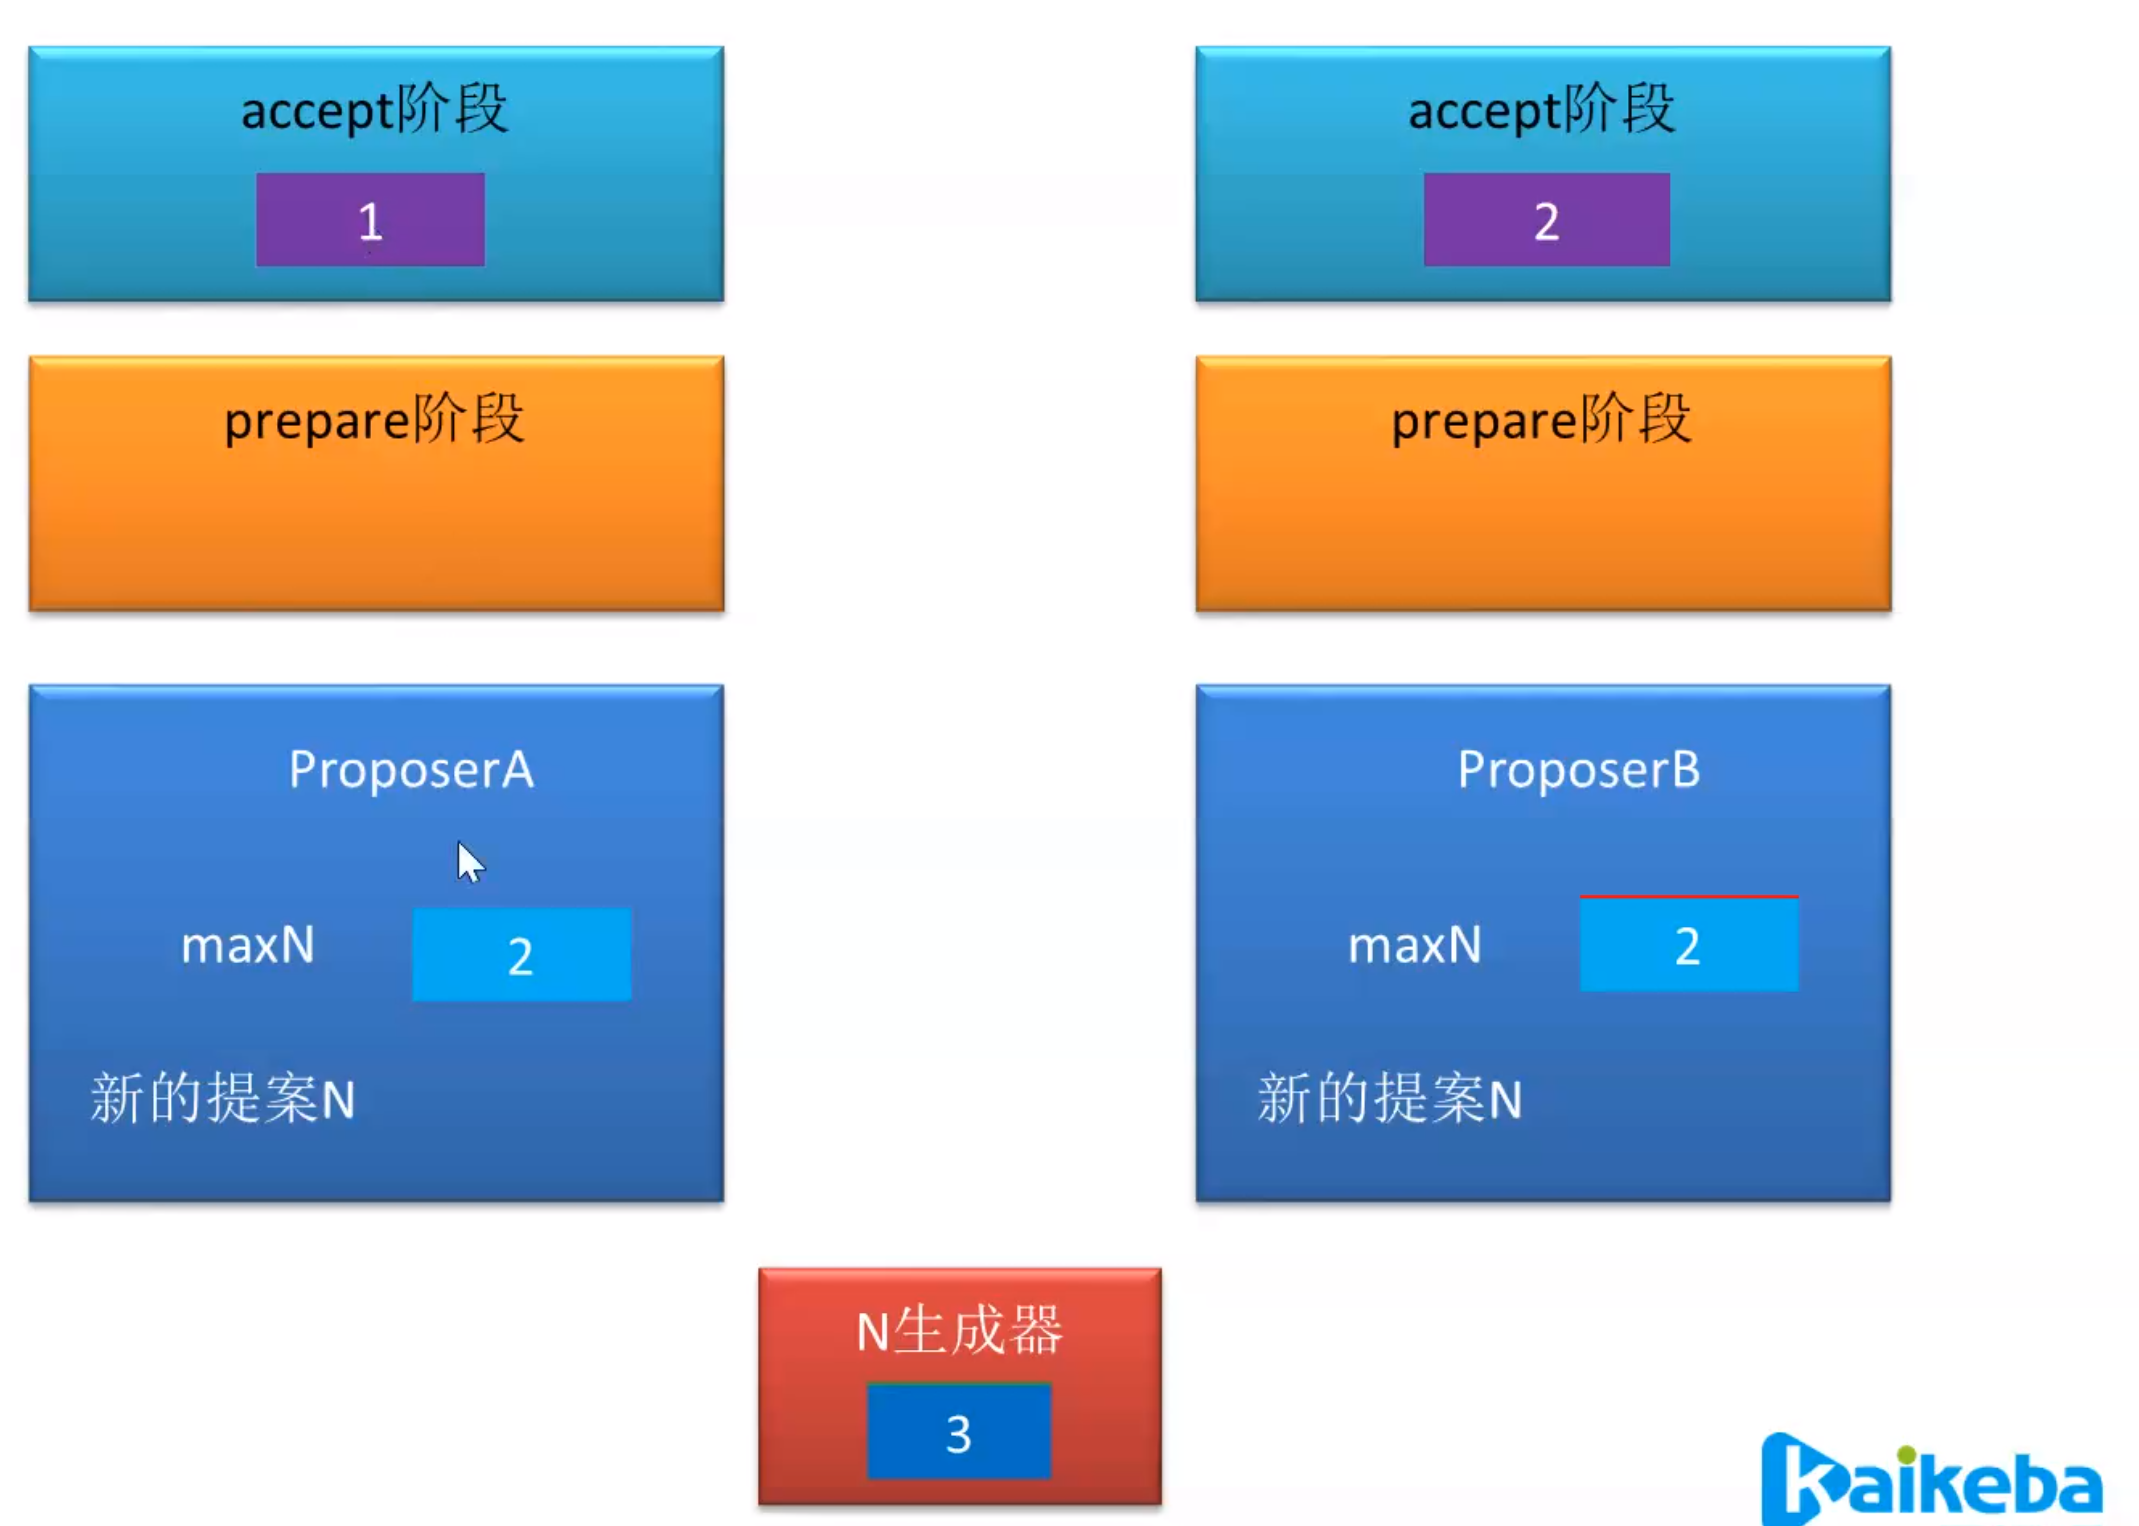 accept阶段
1
accept阶段
2
prepare阶段
prepare阶段
ProposerA
maxN
2
新的提案N
ProposerB
maxN
2
新的提案N
N生成器
3
kaikeba